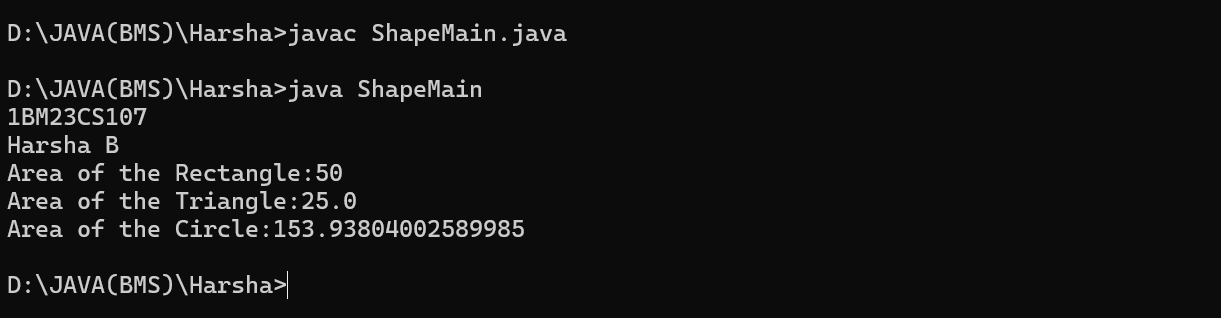 D:\JAVA(BMS)\Harsha>javac ShapeMain.java
D:\JAVA(BMS)\Harsha>java ShapeMain
1BM23CS107
Harsha B
Area of the Rectangle:50
Area of the Triangle:25.0
Area of the Circle:153.93804002589985
D:\JAVA(BMS)\Harsha>